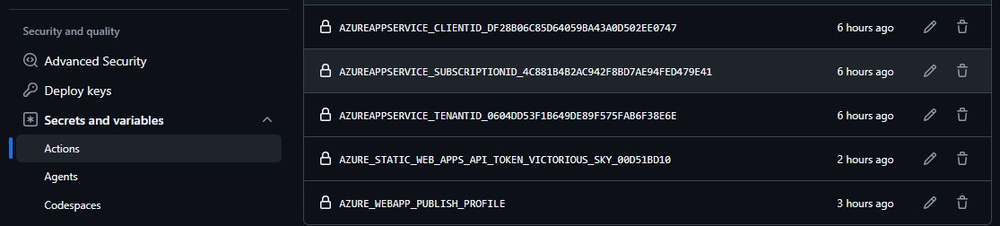 Security and quality
Advanced Security
Deploy keys
Secrets and variables
Actions
Agents
Codespaces
AZUREAPPSERVICE_CLIENTID_DF28B06C85D64059BA43A0D502EE0747 6 hours ago
AZUREAPPSERVICE_SUBSCRIPTIONID_4C881B4B2AC942F8BD7AE94FED479E41 6 hours ago
AZUREAPPSERVICE_TENANTID_0604DD53F1B649DE89F575FAB6F38E6E 6 hours ago
AZURE_STATIC_WEB_APPS_API_TOKEN_VICTORIOUS_SKY_00D51BD10 2 hours ago
AZURE_WEBAPP_PUBLISH_PROFILE 3 hours ago